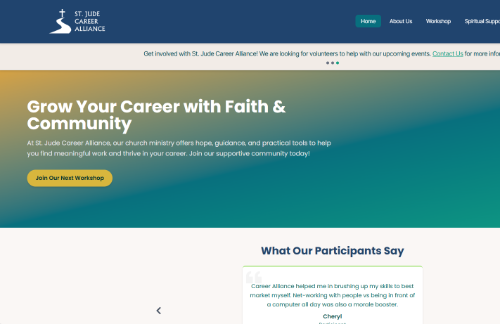 ST. JUDE
CAREER
ALLIANCE
Home About Us Workshop Spiritual
Get involved with St. Jude Career Alliance! We are looking for volunteers to help with our upcoming events. Contact Us for more
Grow Your Career with Faith &
Community
At St. Jude Career Alliance, our church ministry offers hope, guidance, and practical tools to help
you find meaningful work and thrive in your career. Join our supportive community today!
Join Our Next Workshop
What Our Participants Say
Career Alliance helped me in brushing up my skills to best
market myself. Net-working with people us being in front of
a computer all day was also a morale booster.
Cheryl